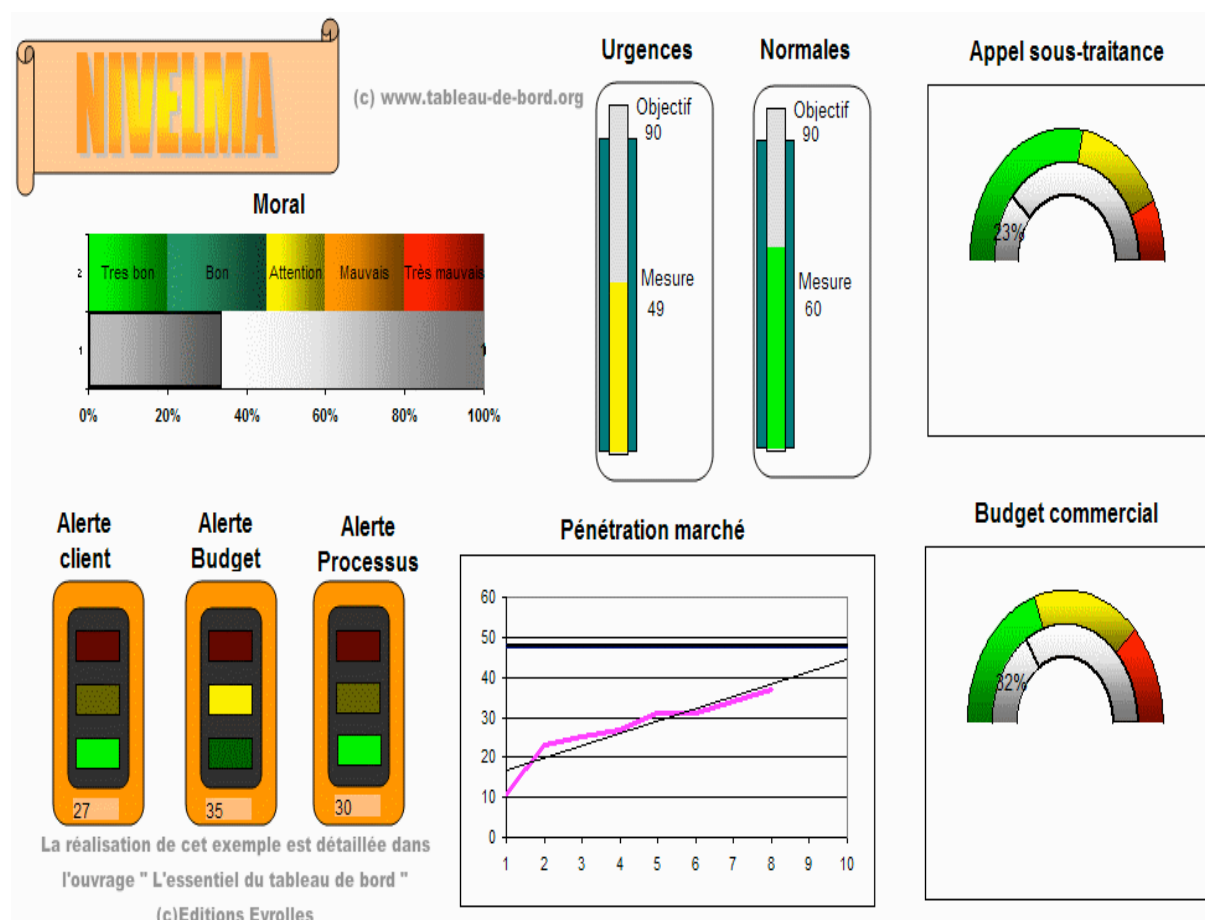 NIVELMA
(c) www.tableau-de-bord.org
Urgences
Objectif
90
Mesure
49
Normales
Objectif
90
Mesure
60
Appel sous-traitance
23%
Moral
2
Tres bon
Bon
Attention
Mauvais
Très mauvais
1
1
0%
20%
40%
60%
80%
100%
Alerte
client
27
Alerte
Budget
35
Alerte
Processus
30
Pénétration marché
60
50
40
30
20
10
0
1
2
3
4
5
6
7
8
9
10
Budget commercial
32%
La réalisation de cet exemple est détaillée dans
l'ouvrage " L'essentiel du tableau de bord "
(c)Editions Eyrolles